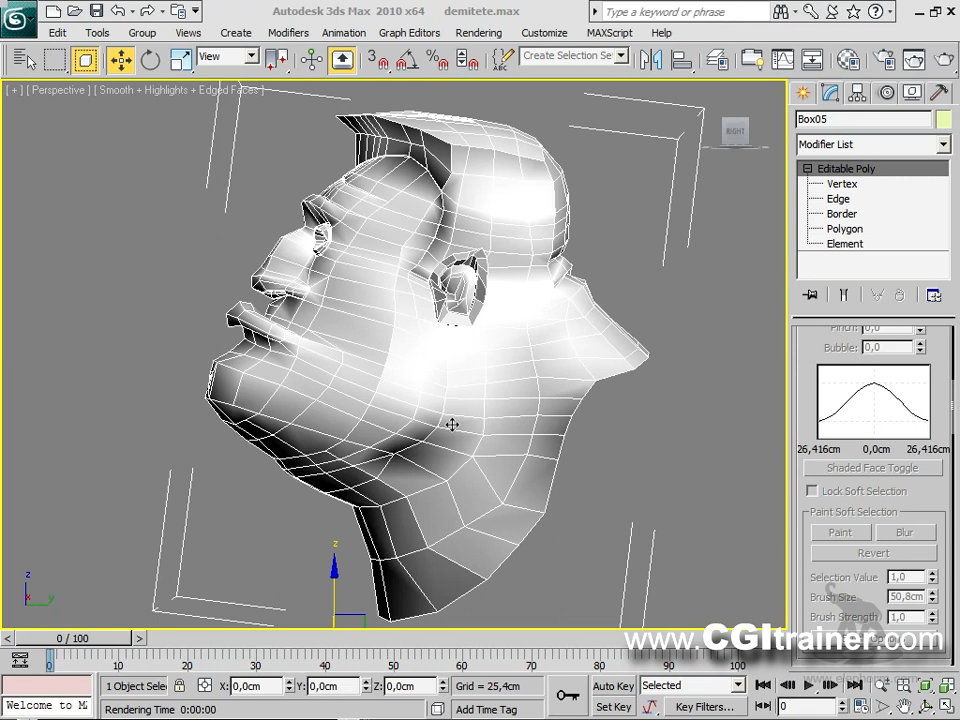 Autodesk 3ds Max 2010 x64 demitete.max
Type a keyword or phrase
Edit Tools Group Modifiers Views Create Modifiers Animation Graph Editors Rendering Customize MAXScript Help
View
Create Selection Se
[ + ] [ Perspective ] [ Smooth + Highlights + Edged Faces ]
RIGHT
Box05
Modifier List
Editable Poly
Vertex
Edge
Border
Polygon
Element
Pinch: 0,0
Bubble: 0,0
26,416cm 0,0cm 26,416cm
Shaded Face Toggle
Lock Soft Selection
Paint Soft Selection
Paint Blur
Revert
Selection Value 1,0
Brush Size 50,8cm
Brush Strength 1,0
z
z
x
y
www.CGItrainer.com
0 / 100
0 10 20 30 40 50 60 70 80 90 100
1 Object Selec X: 0,0cm Y: 0,0cm Z: 0,0cm Grid = 25,4cm Auto Key Selected
Welcome to M Rendering Time 0:00:00 Add Time Tag Set Key Key Filters... 0